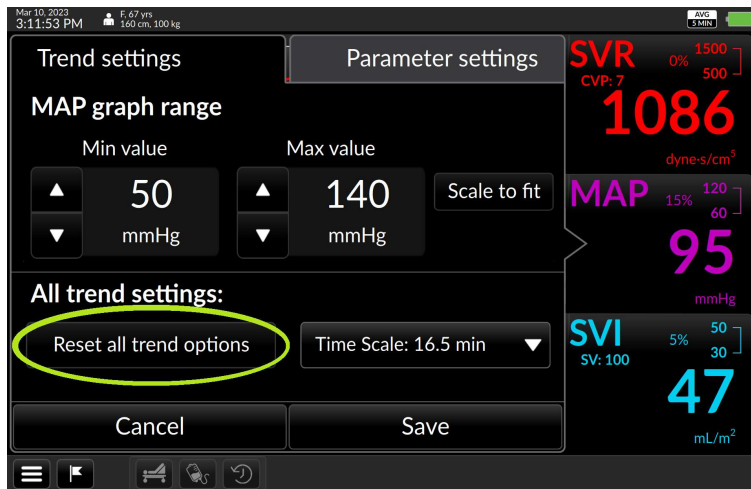 Mar 10, 2023
3:11:53 PM
F, 67 yrs
160 cm, 100 kg
AVG
5 MIN
Trend settings
Parameter settings
MAP graph range
Min value
Max value
50
mmHg
140
mmHg
Scale to fit
All trend settings:
Reset all trend options
Time Scale: 16.5 min
Cancel
Save
SVR
CVP: 7
0%
1500
500
1086
dyne·s/cm⁵
MAP
15%
120
60
95
mmHg
SVI
SV: 100
5%
50
30
47
mL/m²